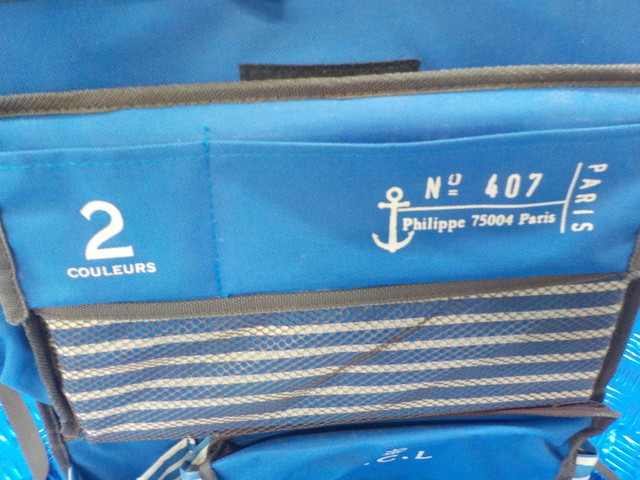 2
COULEURS
Nº 407
Philippe 75004 Paris
PARIS
.C.L